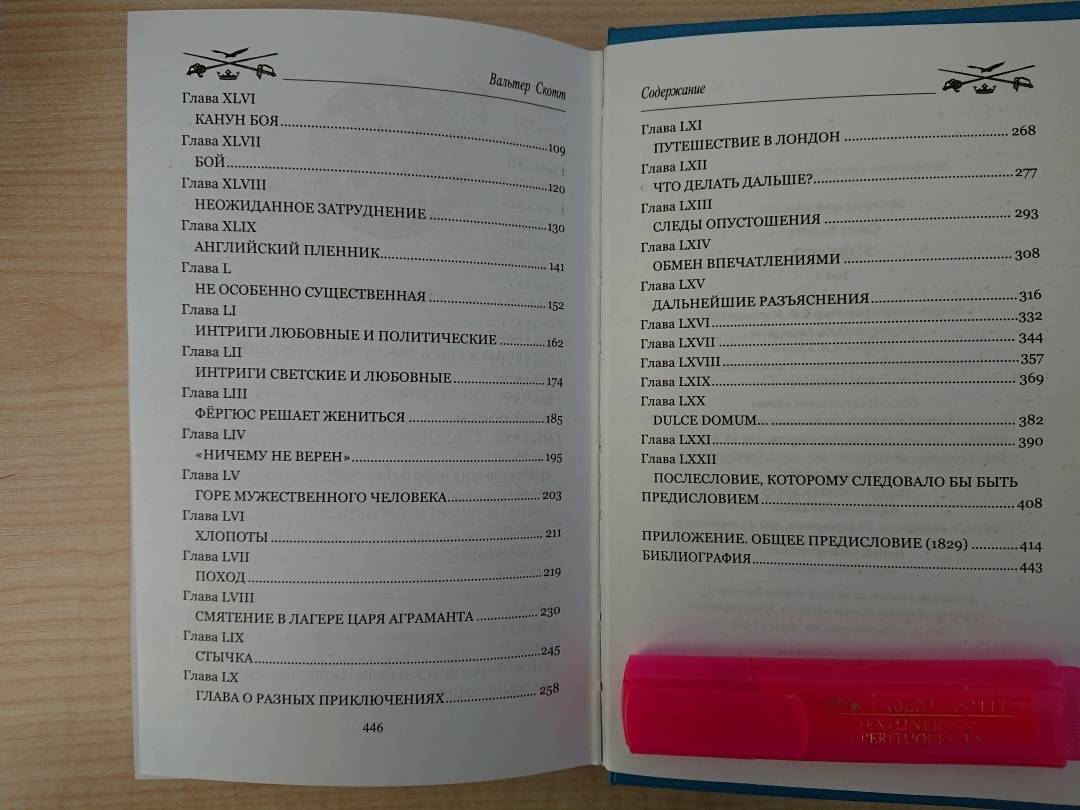 Вальтер Скотт
Глава XLVI
КАНУН БОЯ........109
Глава XLVII
БОЙ........120
Глава XLVIII
НЕОЖИДАННОЕ ЗАТРУДНЕНИЕ........130
Глава XLIX
АНГЛИЙСКИЙ ПЛЕННИК........141
Глава L
НЕ ОСОБЕННО СУЩЕСТВЕННАЯ........152
Глава LI
ИНТРИГИ ЛЮБОВНЫЕ И ПОЛИТИЧЕСКИЕ........162
Глава LII
ИНТРИГИ СВЕТСКИЕ И ЛЮБОВНЫЕ........174
Глава LIII
ФЁРГЮС РЕШАЕТ ЖЕНИТЬСЯ........185
Глава LIV
«НИЧЕМУ НЕ ВЕРЕН»........195
Глава LV
ГОРЕ МУЖЕСТВЕННОГО ЧЕЛОВЕКА........203
Глава LVI
ХЛОПОТЫ........211
Глава LVII
ПОХОД........219
Глава LVIII
СМЯТЕНИЕ В ЛАГЕРЕ ЦАРЯ АГРАМАНТА........230
Глава LIX
СТЫЧКА........245
Глава LX
ГЛАВА О РАЗНЫХ ПРИКЛЮЧЕНИЯХ........258
446
Содержание
Глава LXI
ПУТЕШЕСТВИЕ В ЛОНДОН........268
Глава LXII
ЧТО ДЕЛАТЬ ДАЛЬШЕ?........277
Глава LXIII
СЛЕДЫ ОПУСТОШЕНИЯ........293
Глава LXIV
ОБМЕН ВПЕЧАТЛЕНИЯМИ........308
Глава LXV
ДАЛЬНЕЙШИЕ РАЗЪЯСНЕНИЯ........316
Глава LXVI........332
Глава LXVII........344
Глава LXVIII........357
Глава LXIX........369
Глава LXX
DULCE DOMUM...........382
Глава LXXI........390
Глава LXXII
ПОСЛЕСЛОВИЕ, КОТОРОМУ СЛЕДОВАЛО БЫ БЫТЬ
ПРЕДИСЛОВИЕМ........408
ПРИЛОЖЕНИЕ. ОБЩЕЕ ПРЕДИСЛОВИЕ (1829)........414
БИБЛИОГРАФИЯ........443
FABER-CASTELL